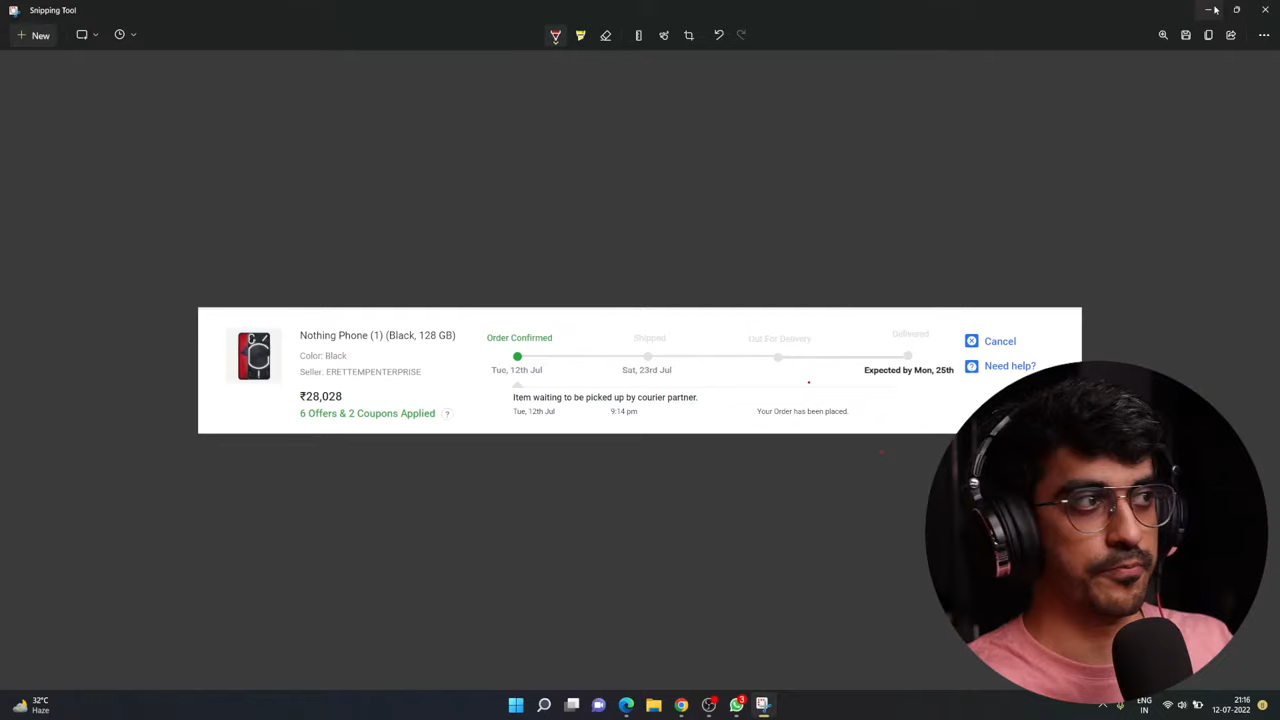 Snipping Tool
New
Nothing Phone (1) (Black, 128 GB)
Color: Black
Seller: ERETTEMPENTERPRISE
₹28,028
6 Offers & 2 Coupons Applied ?
Order Confirmed
Tue, 12th Jul
Shipped
Sat, 23rd Jul
Out For Delivery
Delivered
Expected by Mon, 25th
Item waiting to be picked up by courier partner.
Tue, 12th Jul 9:14 pm Your Order has been placed.
Cancel
Need help?
32°C
Haze
3
ENG
IN
21:16
12-07-2022